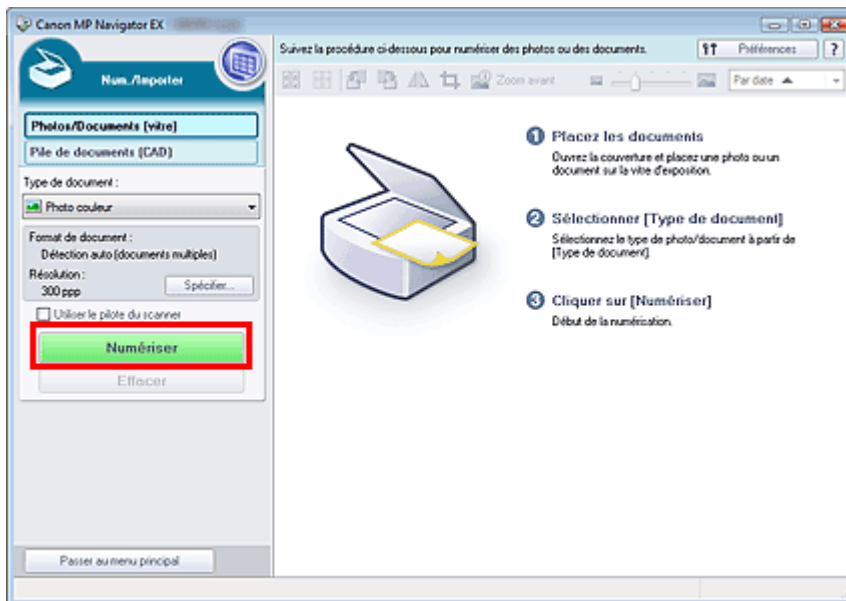 Canon MP Navigator EX
Num./Importer
Photos/Documents (vitre)
Pile de documents (CAD)
Type de document :
Photo couleur
Format de document :
Détection auto (documents multiples)
Résolution :
300 ppp
Spécifier...
Utiliser le pilote du scanner
Numériser
Effacer
Passer au menu principal
Suivez la procédure ci-dessous pour numériser des photos ou des documents.
Préférences
?
Zoom avant
Par date
1 Placez les documents
Ouvrez la couverture et placez une photo ou un
document sur la vitre d'exposition.
2 Sélectionner [Type de document]
Sélectionnez le type de photo/document à partir de
[Type de document].
3 Cliquer sur [Numériser]
Début de la numérisation.